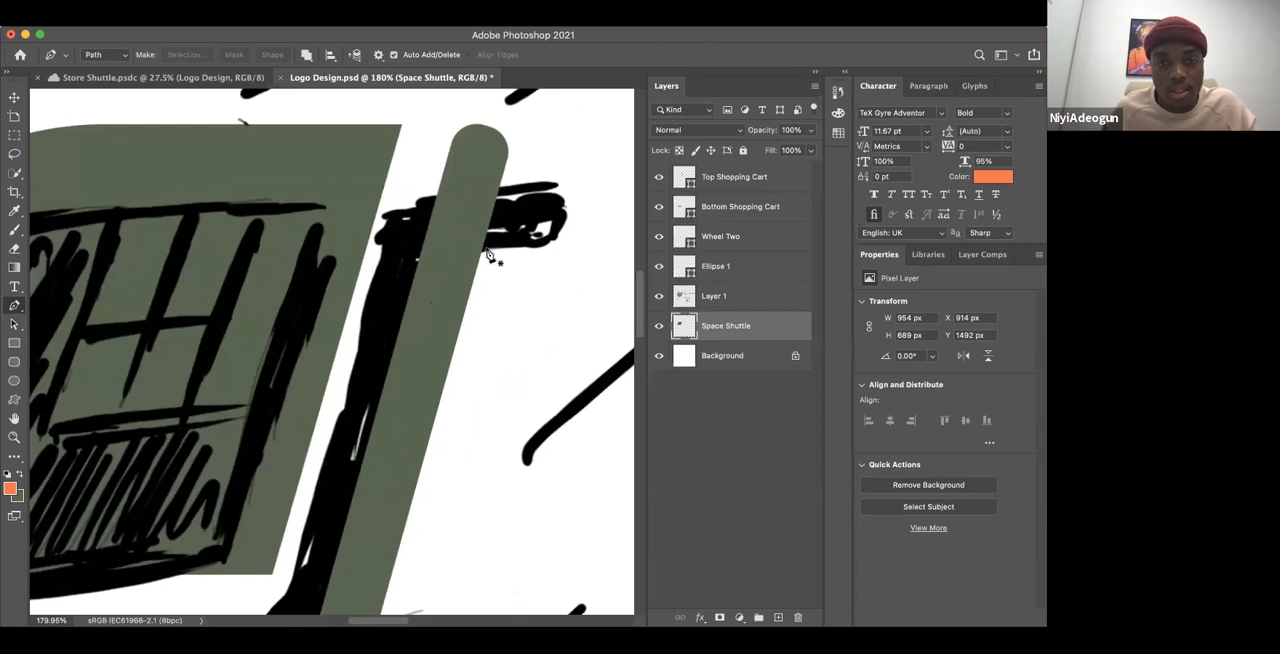 Adobe Photoshop 2021
Path
Make:
Selection...
Mask
Shape
Auto Add/Delete
Align Edges
Store Shuttle.psdc @ 27.5% (Logo Design, RGB/8)
Logo Design.psd @ 180% (Space Shuttle, RGB/8) *
NiyiAdeogun
Layers
Kind
Normal
Opacity: 100%
Lock:
Fill: 100%
Top Shopping Cart
Bottom Shopping Cart
Wheel Two
Ellipse 1
Layer 1
Space Shuttle
Background
Character
Paragraph
Glyphs
TeX Gyre Adventor
Bold
11.67 pt
(Auto)
Metrics
0
100%
95%
0 pt
Color:
English: UK
Sharp
Properties
Libraries
Layer Comps
Pixel Layer
Transform
W 954 px
X 914 px
H 689 px
Y 1492 px
0.00°
Align and Distribute
Align:
Quick Actions
Remove Background
Select Subject
View More
179.95%
sRGB IEC61966-2.1 (8bpc)